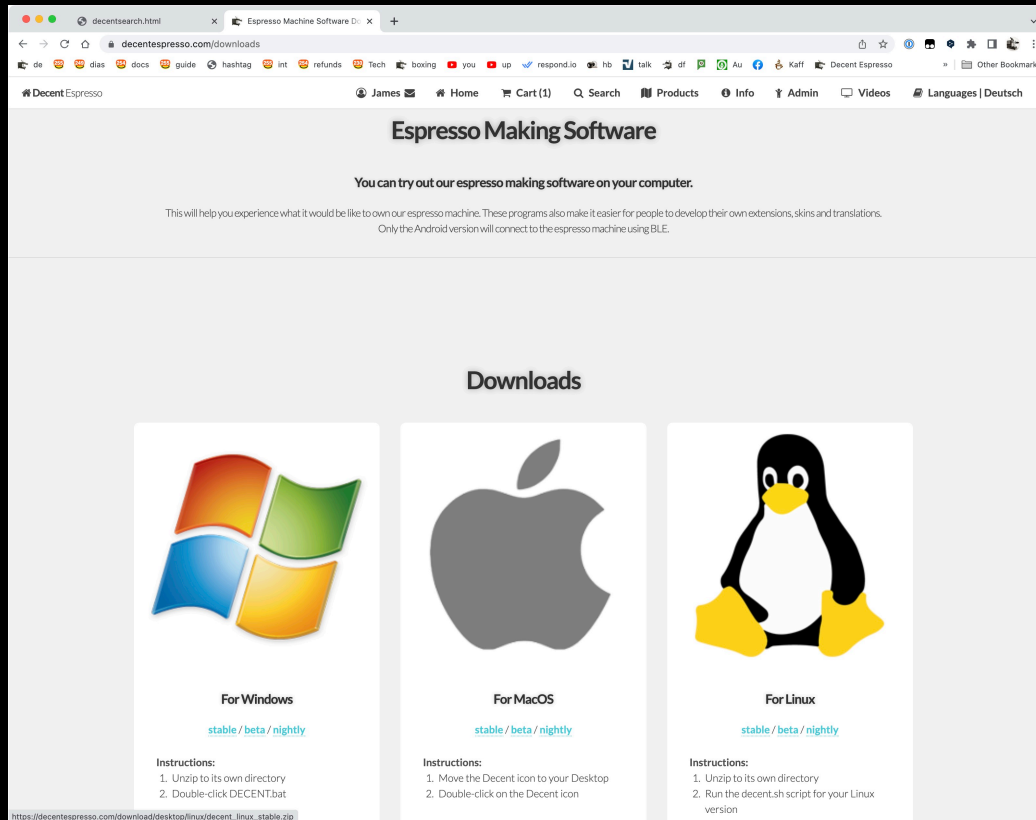 decentsearch.html
Espresso Machine Software Do
decentespresso.com/downloads
de dias docs guide hashtag int refunds Tech boxing you up respond.io hb talk df Au Kaff Decent Espresso » Other Bookmark
Decent Espresso James Home Cart (1) Search Products Info Admin Videos Languages | Deutsch
Espresso Making Software
You can try out our espresso making software on your computer.
This will help you experience what it would be like to own our espresso machine. These programs also make it easier for people to develop their own extensions, skins and translations.
Only the Android version will connect to the espresso machine using BLE.
Downloads
For Windows
stable / beta / nightly
Instructions:
1. Unzip to its own directory
2. Double-click DECENT.bat
For MacOS
stable / beta / nightly
Instructions:
1. Move the Decent icon to your Desktop
2. Double-click on the Decent icon
For Linux
stable / beta / nightly
Instructions:
1. Unzip to its own directory
2. Run the decent.sh script for your Linux
version
https://decentespresso.com/download/desktop/linux/decent_linux_stable.zip